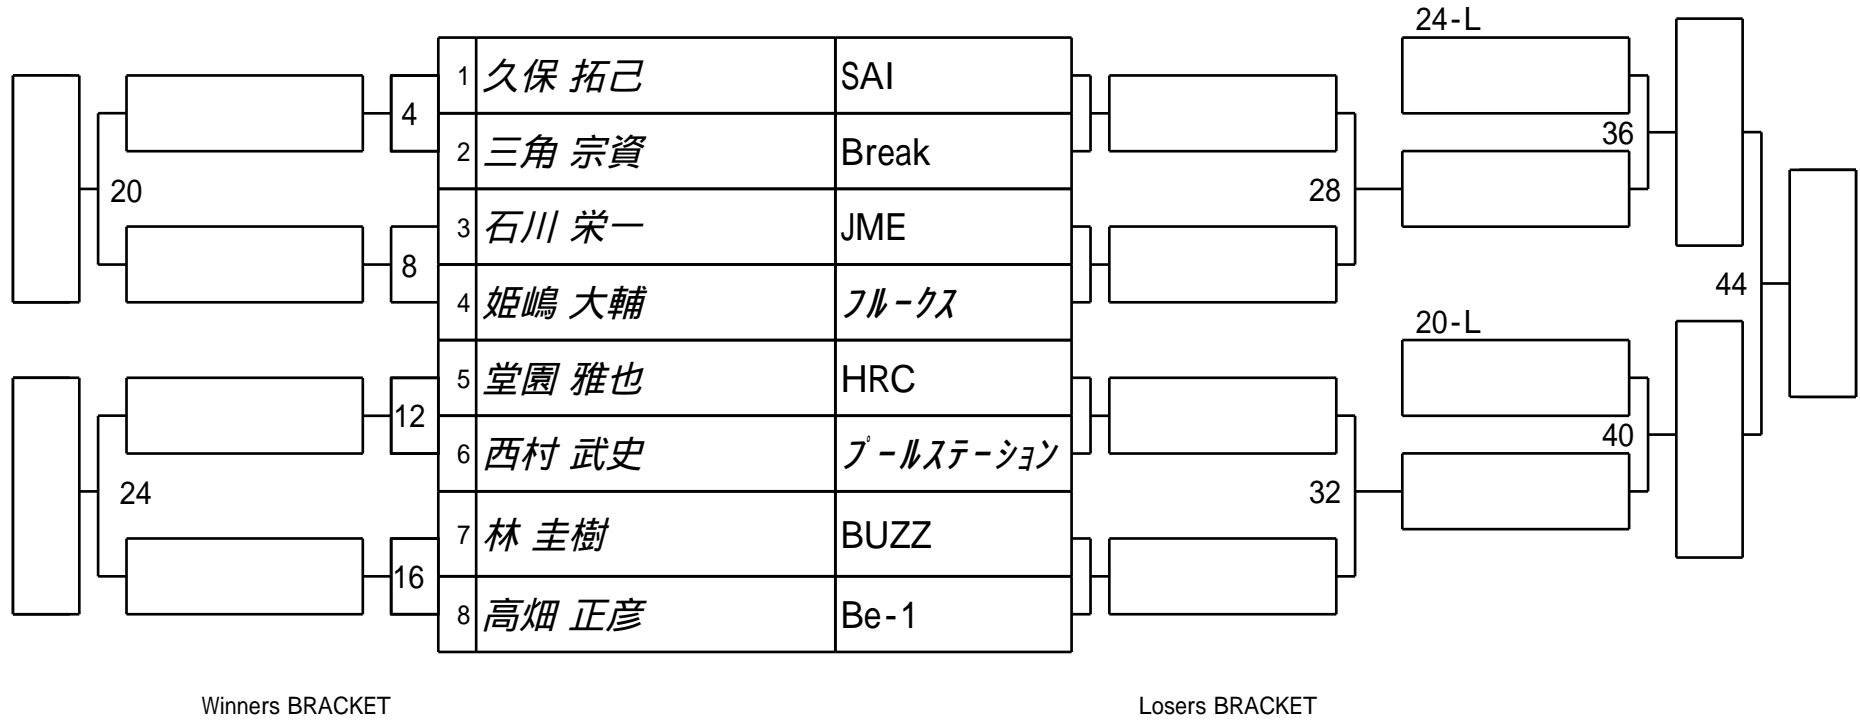 24-L
1 久保 拓己 SAI
4
2 三角 宗資 Break
36
20
28
3 石川 栄一 JME
8
4 姫嶋 大輔 フルークス
44
20-L
5 堂園 雅也 HRC
12
40
6 西村 武史 プールステーション
24
32
7 林 圭樹 BUZZ
16
8 高畑 正彦 Be-1
Winners BRACKET
Losers BRACKET